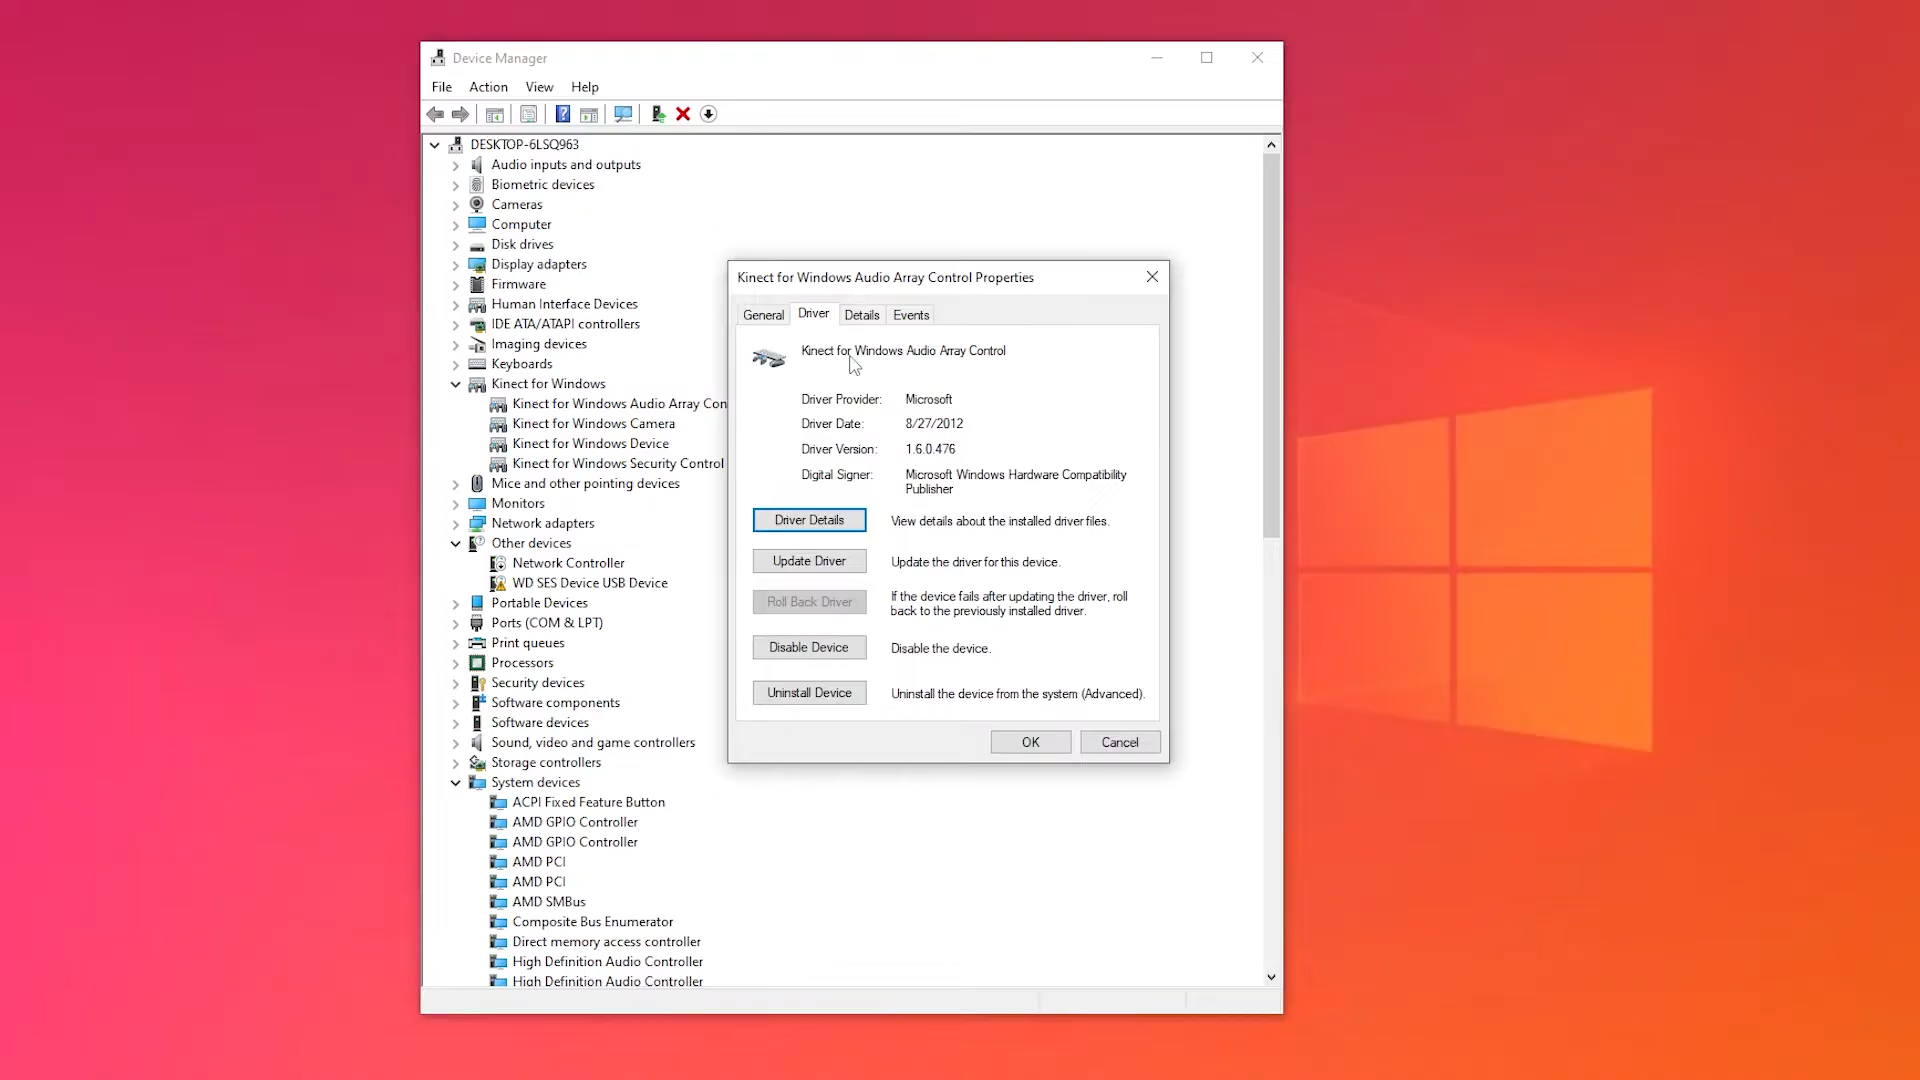 Device Manager
File Action View Help
DESKTOP-6LSQ963
Audio inputs and outputs
Biometric devices
Cameras
Computer
Disk drives
Display adapters
Firmware
Human Interface Devices
IDE ATA/ATAPI controllers
Imaging devices
Keyboards
Kinect for Windows
Kinect for Windows Audio Array Con
Kinect for Windows Camera
Kinect for Windows Device
Kinect for Windows Security Control
Mice and other pointing devices
Monitors
Network adapters
Other devices
Network Controller
WD SES Device USB Device
Portable Devices
Ports (COM & LPT)
Print queues
Processors
Security devices
Software components
Software devices
Sound, video and game controllers
Storage controllers
System devices
ACPI Fixed Feature Button
AMD GPIO Controller
AMD GPIO Controller
AMD PCI
AMD PCI
AMD SMBus
Composite Bus Enumerator
Direct memory access controller
High Definition Audio Controller
High Definition Audio Controller
Kinect for Windows Audio Array Control Properties
General Driver Details Events
Kinect for Windows Audio Array Control
Driver Provider: Microsoft
Driver Date: 8/27/2012
Driver Version: 1.6.0.476
Digital Signer: Microsoft Windows Hardware Compatibility
Publisher
Driver Details View details about the installed driver files.
Update Driver Update the driver for this device.
Roll Back Driver If the device fails after updating the driver, roll
back to the previously installed driver.
Disable Device Disable the device.
Uninstall Device Uninstall the device from the system (Advanced).
OK Cancel